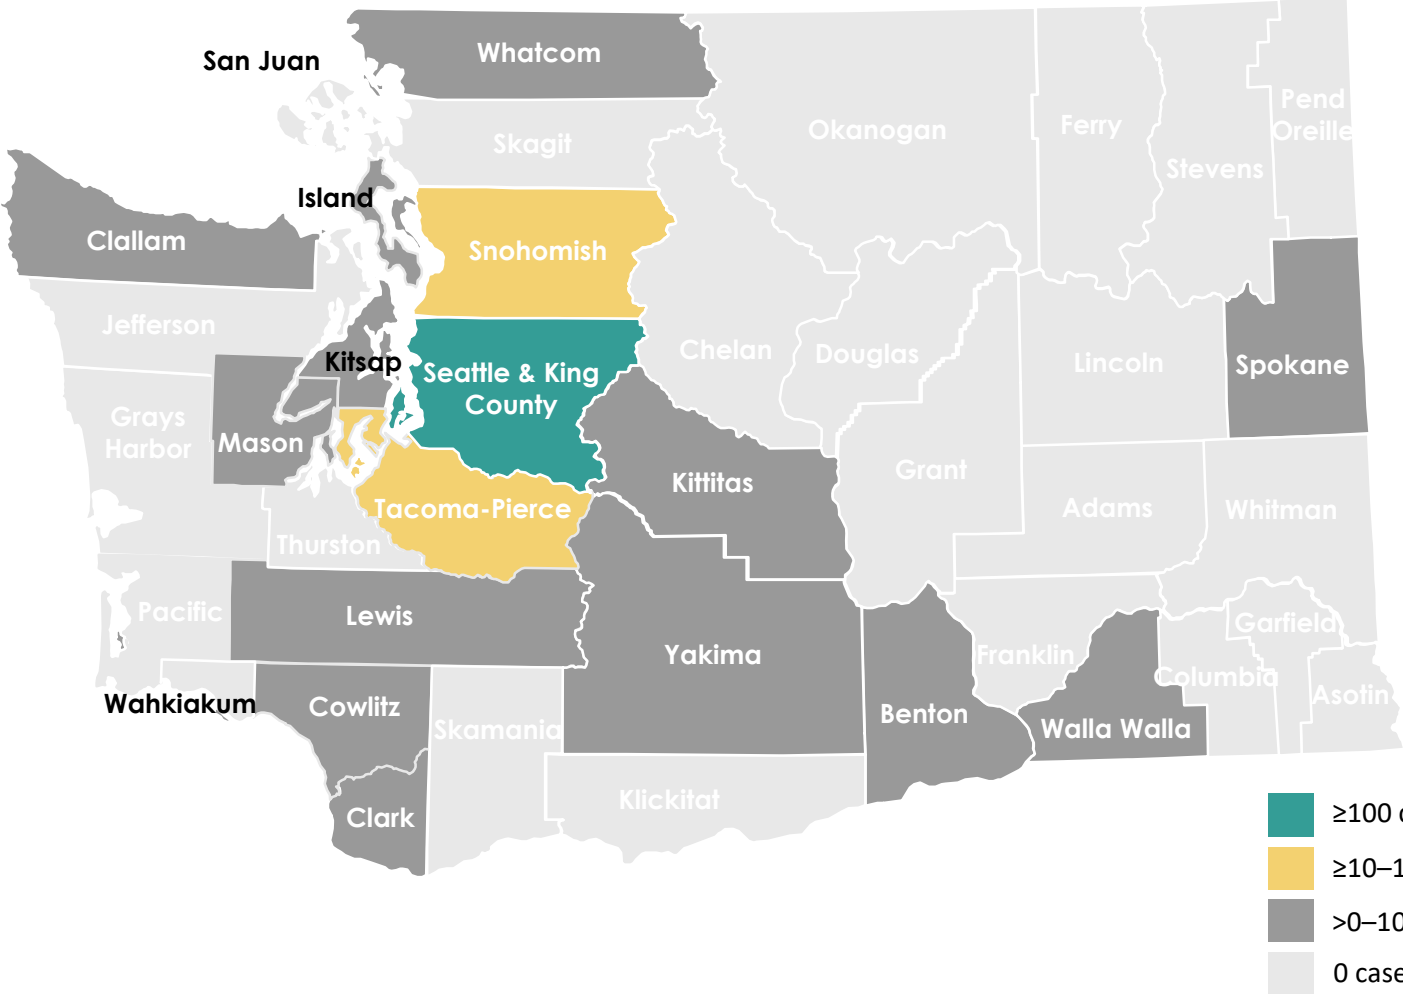 San Juan
Whatcom
Skagit
Okanogan
Ferry
Stevens
Pend
Oreille
Island
Clallam
Snohomish
Jefferson
Kitsap
Seattle & King
County
Chelan
Douglas
Lincoln
Spokane
Grays
Harbor
Mason
Kittitas
Grant
Adams
Whitman
Tacoma-Pierce
Thurston
Pacific
Lewis
Yakima
Franklin
Garfield
Columbia
Asotin
Wahkiakum
Cowlitz
Skamania
Benton
Walla Walla
Klickitat
Clark
≥100
≥10–1
>0–10
0 case